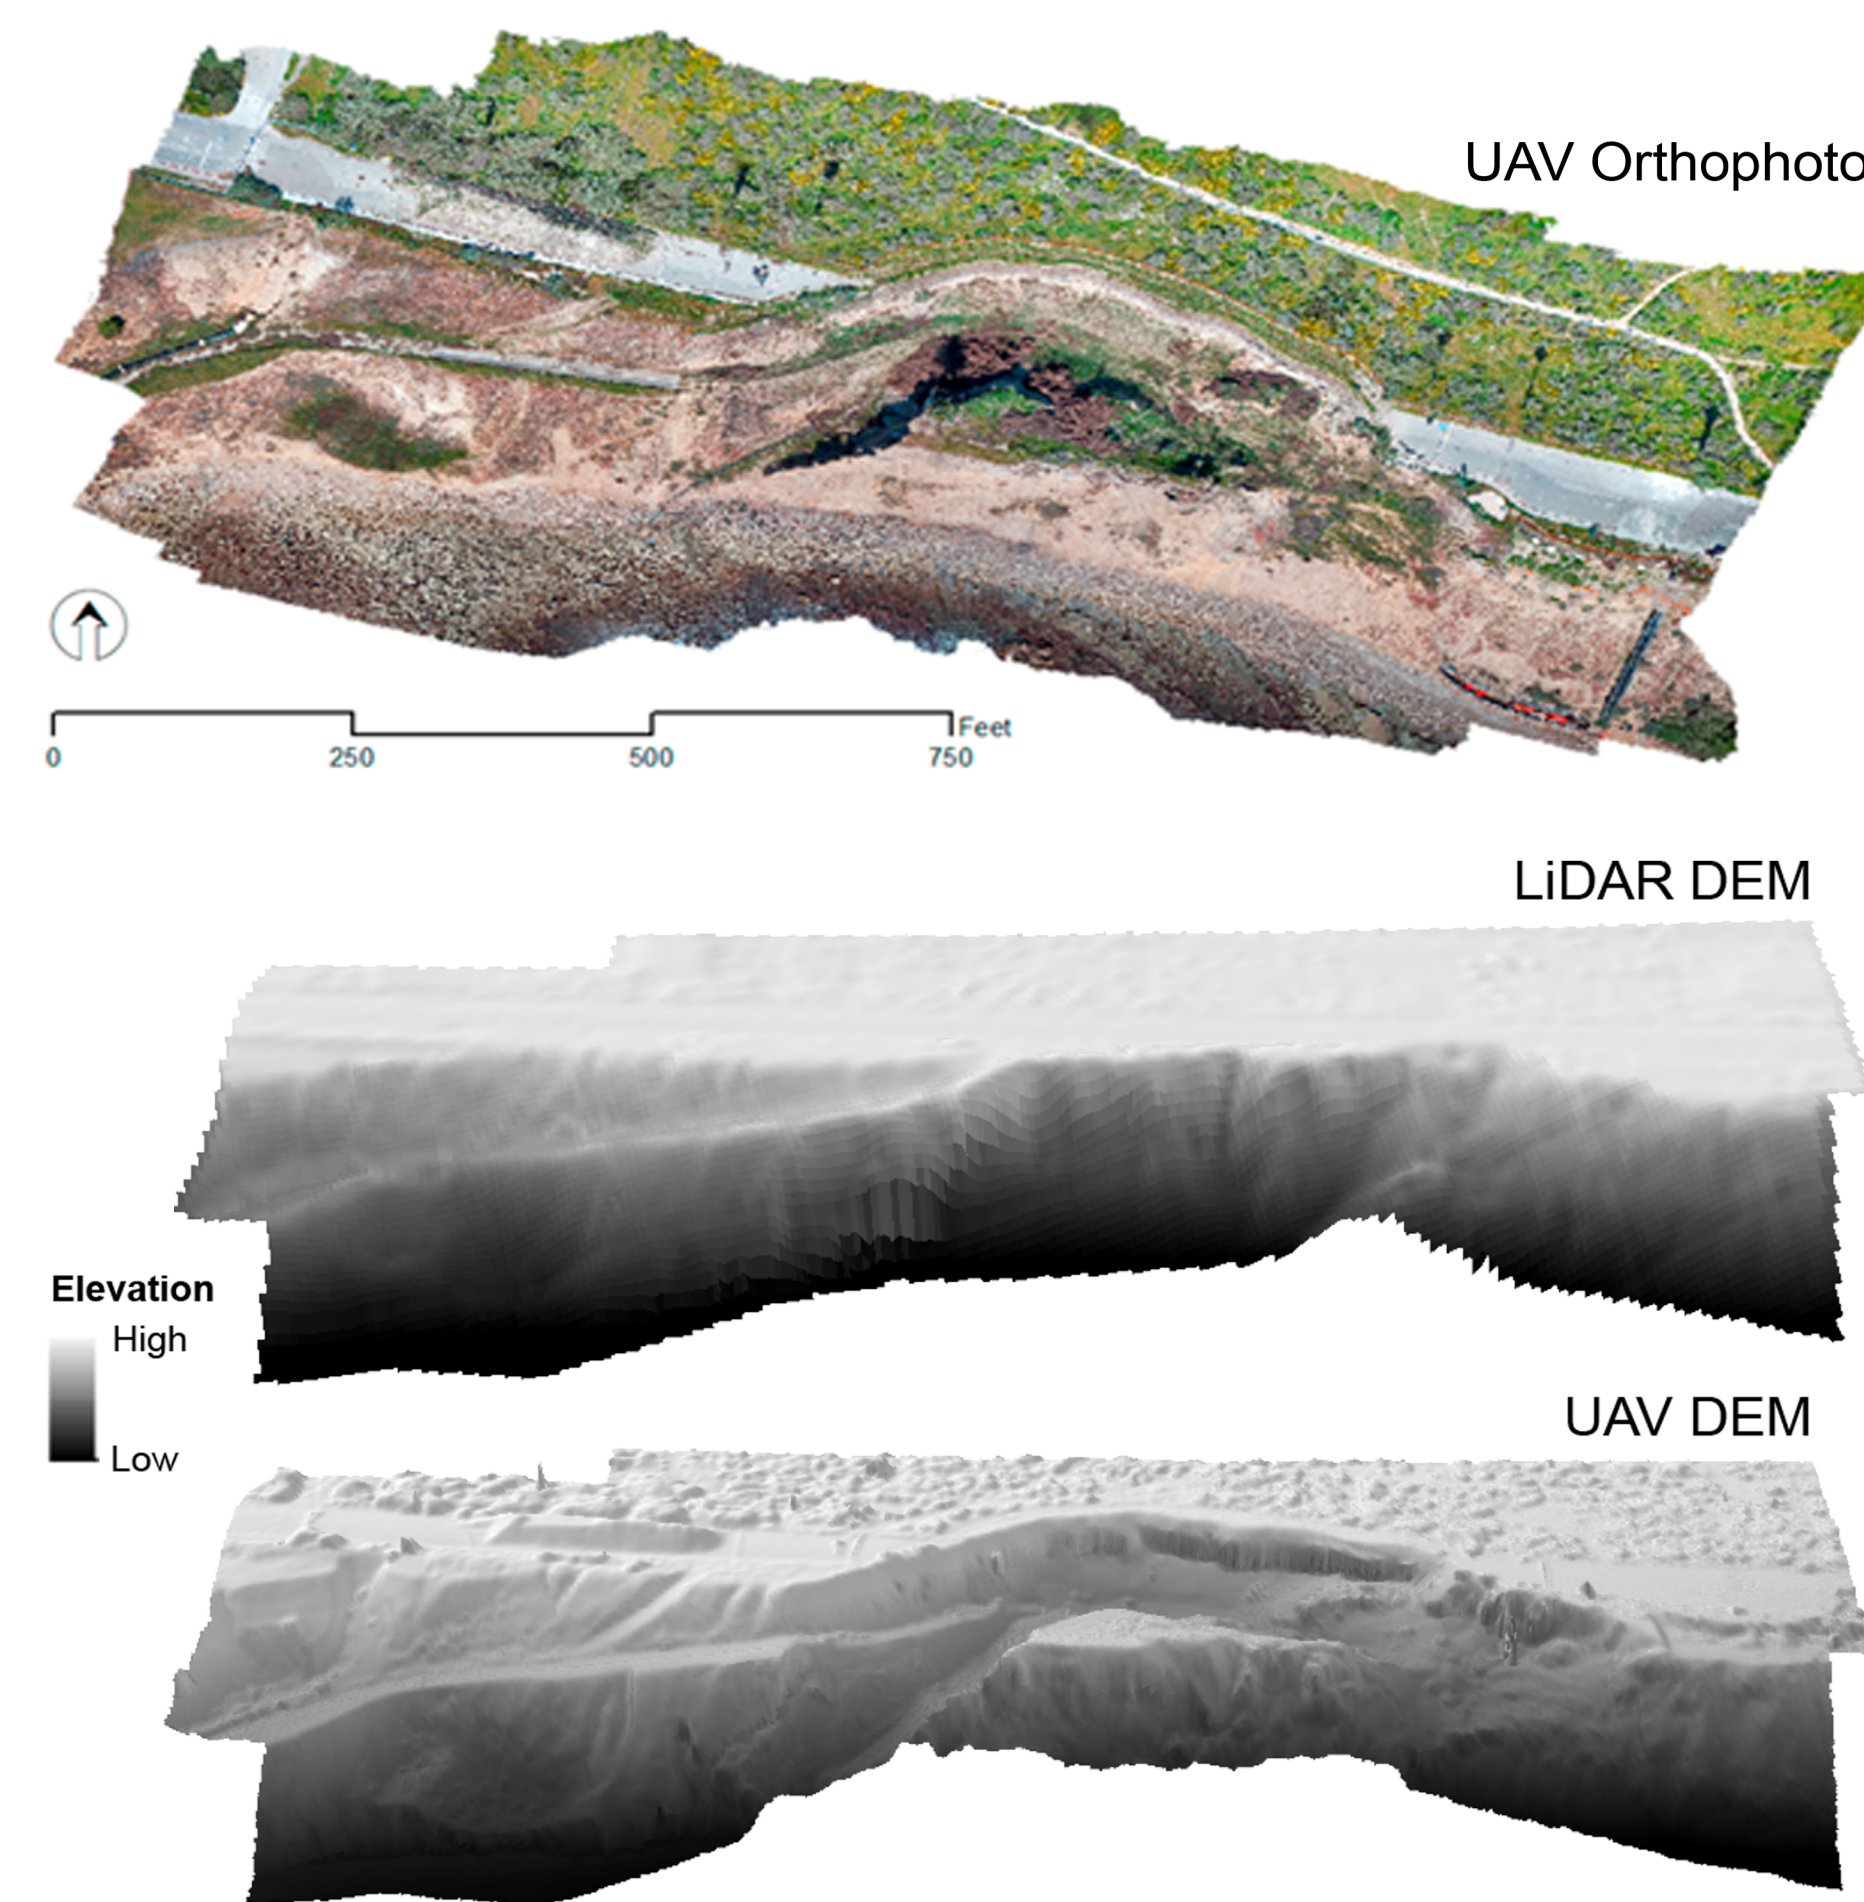 UAV Orthophoto
Feet
0 250 500 750
LiDAR DEM
Elevation
High
Low
UAV DEM